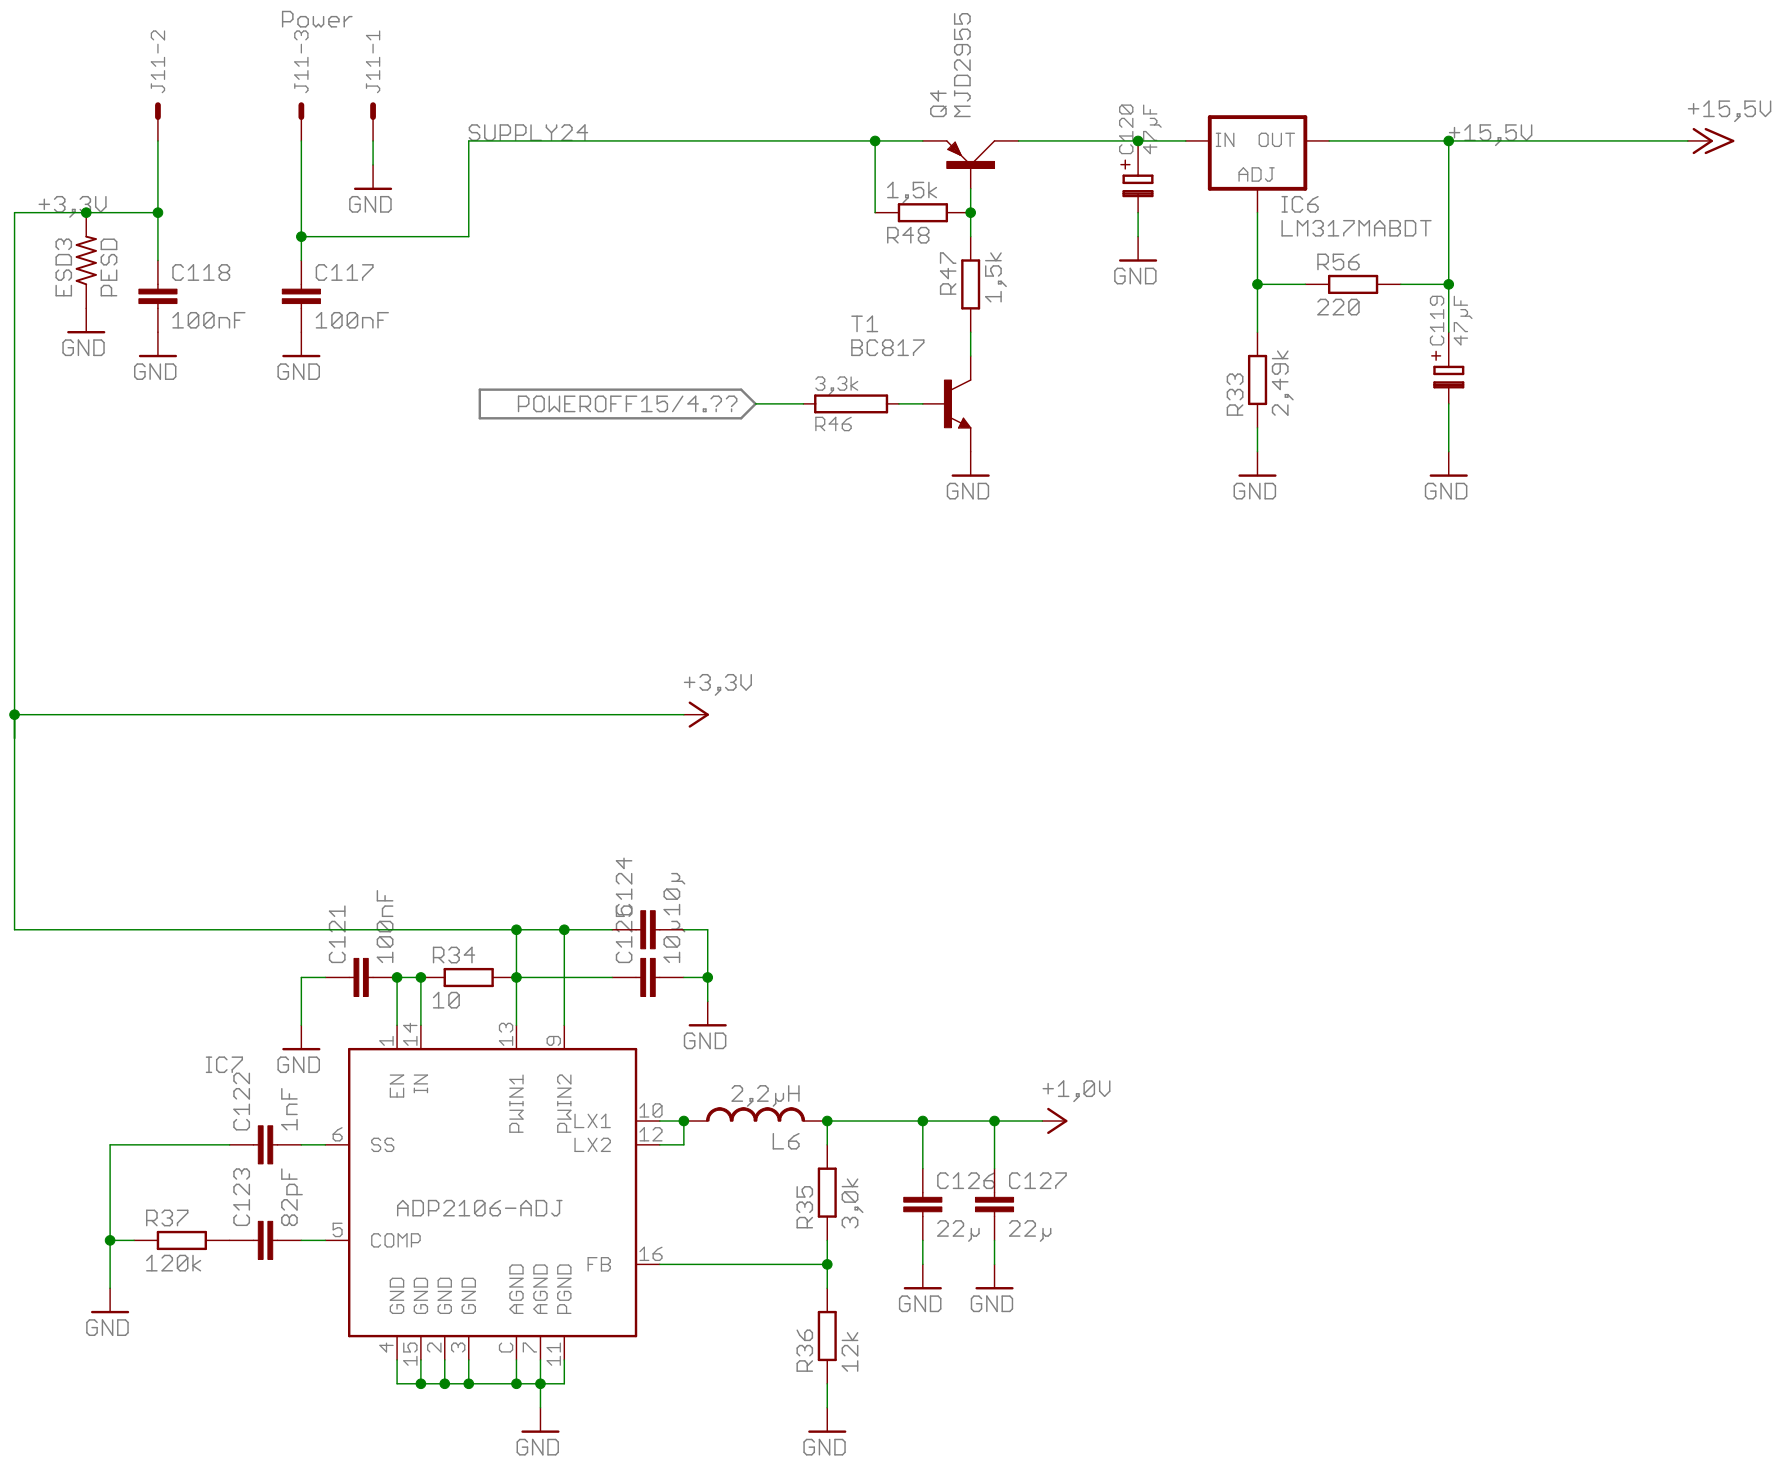 Power
J11-2
J11-3
J11-1
GND
+3,3V
ESD3
PESD
GND
C118
100nF
GND
C117
100nF
GND
SUPPLY24
Q4
MJD2955
1,5k
R48
R47
1,5k
T1
BC817
POWEROFF15/4.??
3,3k
R46
GND
C120
47µF
+
GND
IN
OUT
ADJ
IC6
LM317MABDT
+15,5V
+15,5V
R56
220
R33
2,49k
GND
C119
47µF
+
GND
+3,3V
C121
100nF
R34
10
C124
10µ
C125
10µ
GND
GND
IC7
1
14
13
9
EN
IN
PWIN1
PWIN2
LX1
LX2
10
12
2,2µH
L6
+1,0V
C122
1nF
6
SS
C123
82pF
R37
120k
5
COMP
GND
ADP2106-ADJ
FB
16
R35
3,0k
C126
22µ
GND
C127
22µ
GND
GND
GND
GND
GND
AGND
AGND
PGND
4
15
2
3
C
7
11
GND
R36
12k
GND